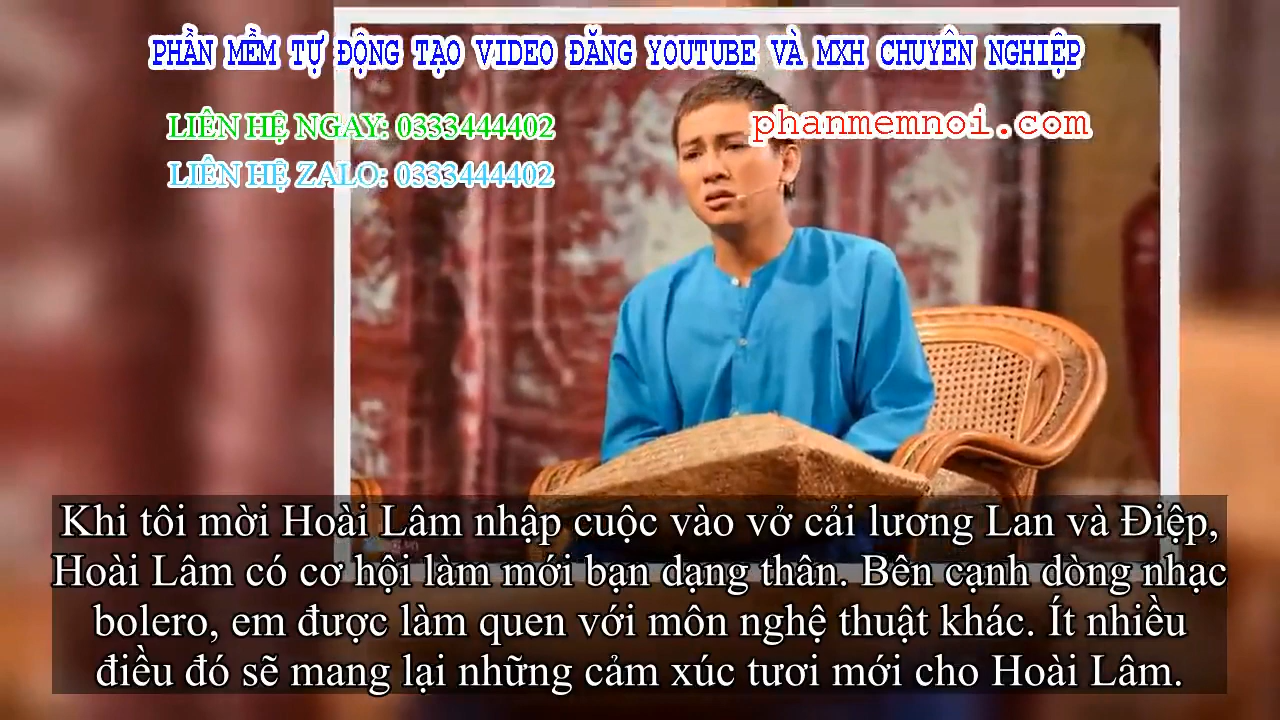 PHẦN MỀM TỰ ĐỘNG TẠO VIDEO ĐĂNG YOUTUBE VÀ MXH CHUYÊN NGHIỆP
LIÊN HỆ NGAY: 0333444402
phanmemnoi.com
LIÊN HỆ ZALO: 0333444402
Khi tôi mời Hoài Lâm nhập cuộc vào vở cải lương Lan và Điệp,
Hoài Lâm có cơ hội làm mới bạn dạng thân. Bên cạnh dòng nhạc
bolero, em được làm quen với môn nghệ thuật khác. Ít nhiều
điều đó sẽ mang lại những cảm xúc tươi mới cho Hoài Lâm.